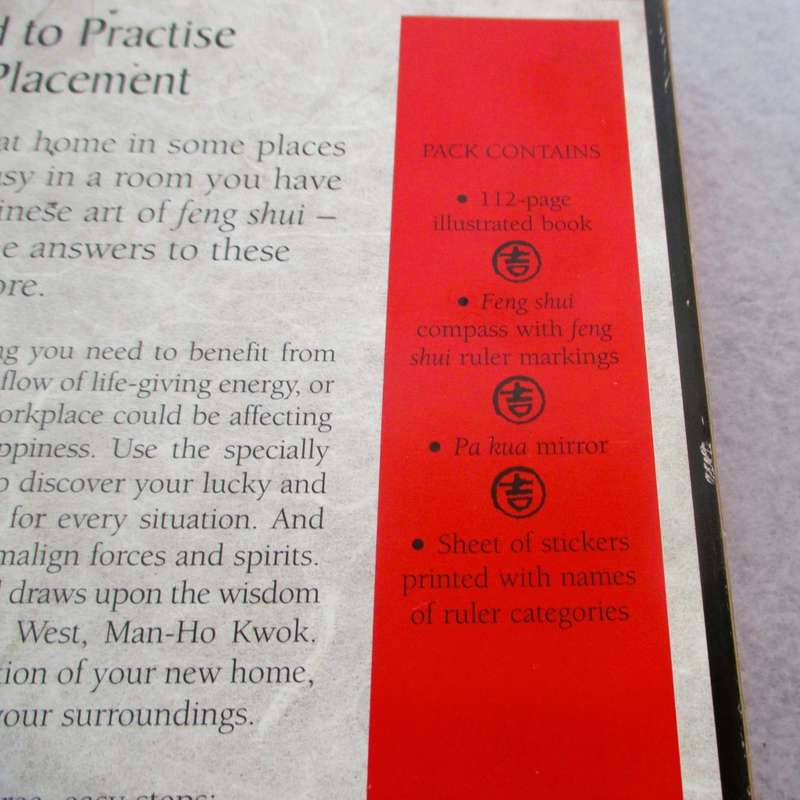 d to Practise
Placement
at home in some places
asy in a room you have
inese art of feng shui –
e answers to these
ore.
ng you need to benefit from
flow of life-giving energy, or
orkplace could be affecting
ppiness. Use the specially
o discover your lucky and
for every situation. And
malign forces and spirits.
d draws upon the wisdom
West, Man-Ho Kwok.
tion of your new home,
your surroundings.
easy steps:
PACK CONTAINS
• 112-page
illustrated book
吉
• Feng shui
compass with feng
shui ruler markings
吉
• Pa kua mirror
吉
• Sheet of stickers
printed with names
of ruler categories